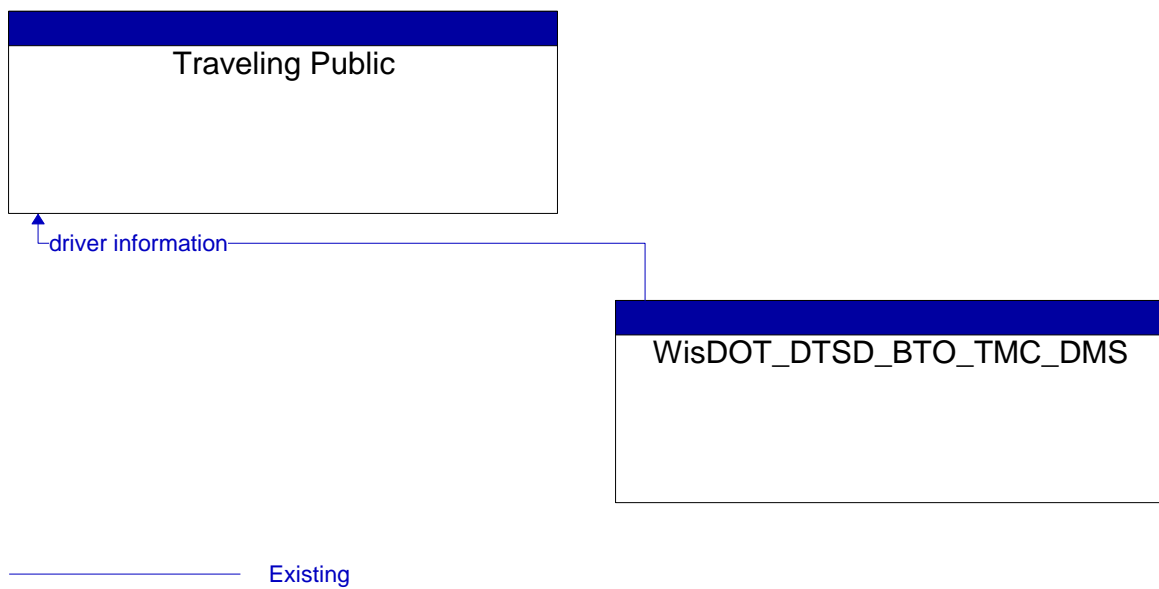 Traveling Public
driver information
WisDOT_DTSD_BTO_TMC_DMS
Existing